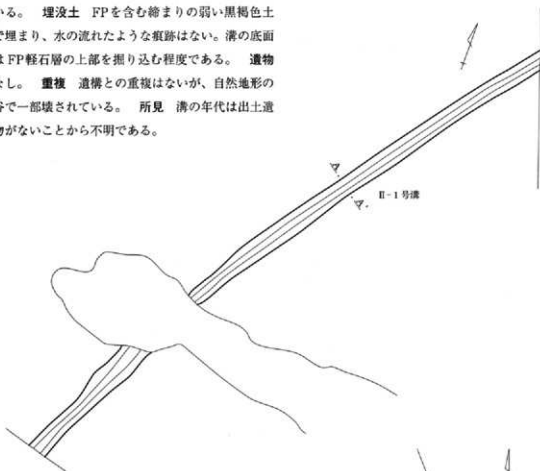 いる。 埋没土 FPを含む締まりの弱い黒褐色土
で埋まり、水の流れたような痕跡はない。溝の底面
はFP軽石層の上部を掘り込む程度である。 遺物
なし。 重複 遺構との重複はないが、自然地形の
谷で一部壊されている。 所見 溝の年代は出土遺
物がないことから不明である。
A
Ⅱ-1号溝
A'